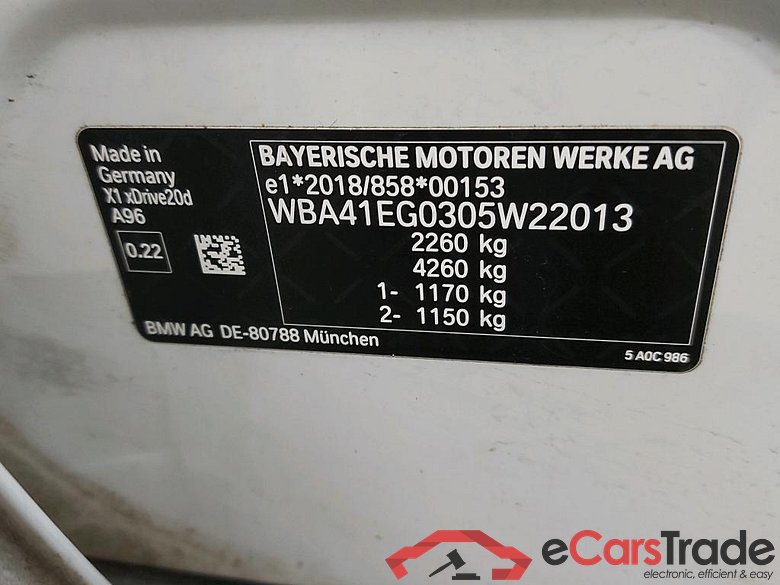 Made in
Germany
X1 xDrive20d
A96
0.22
BAYERISCHE MOTOREN WERKE AG
e1*2018/858*00153
WBA41EG0305W22013
2260 kg
4260 kg
1- 1170 kg
2- 1150 kg
BMW AG DE-80788 München
5 A0C 986
eCarsTrade
electronic, efficient & easy